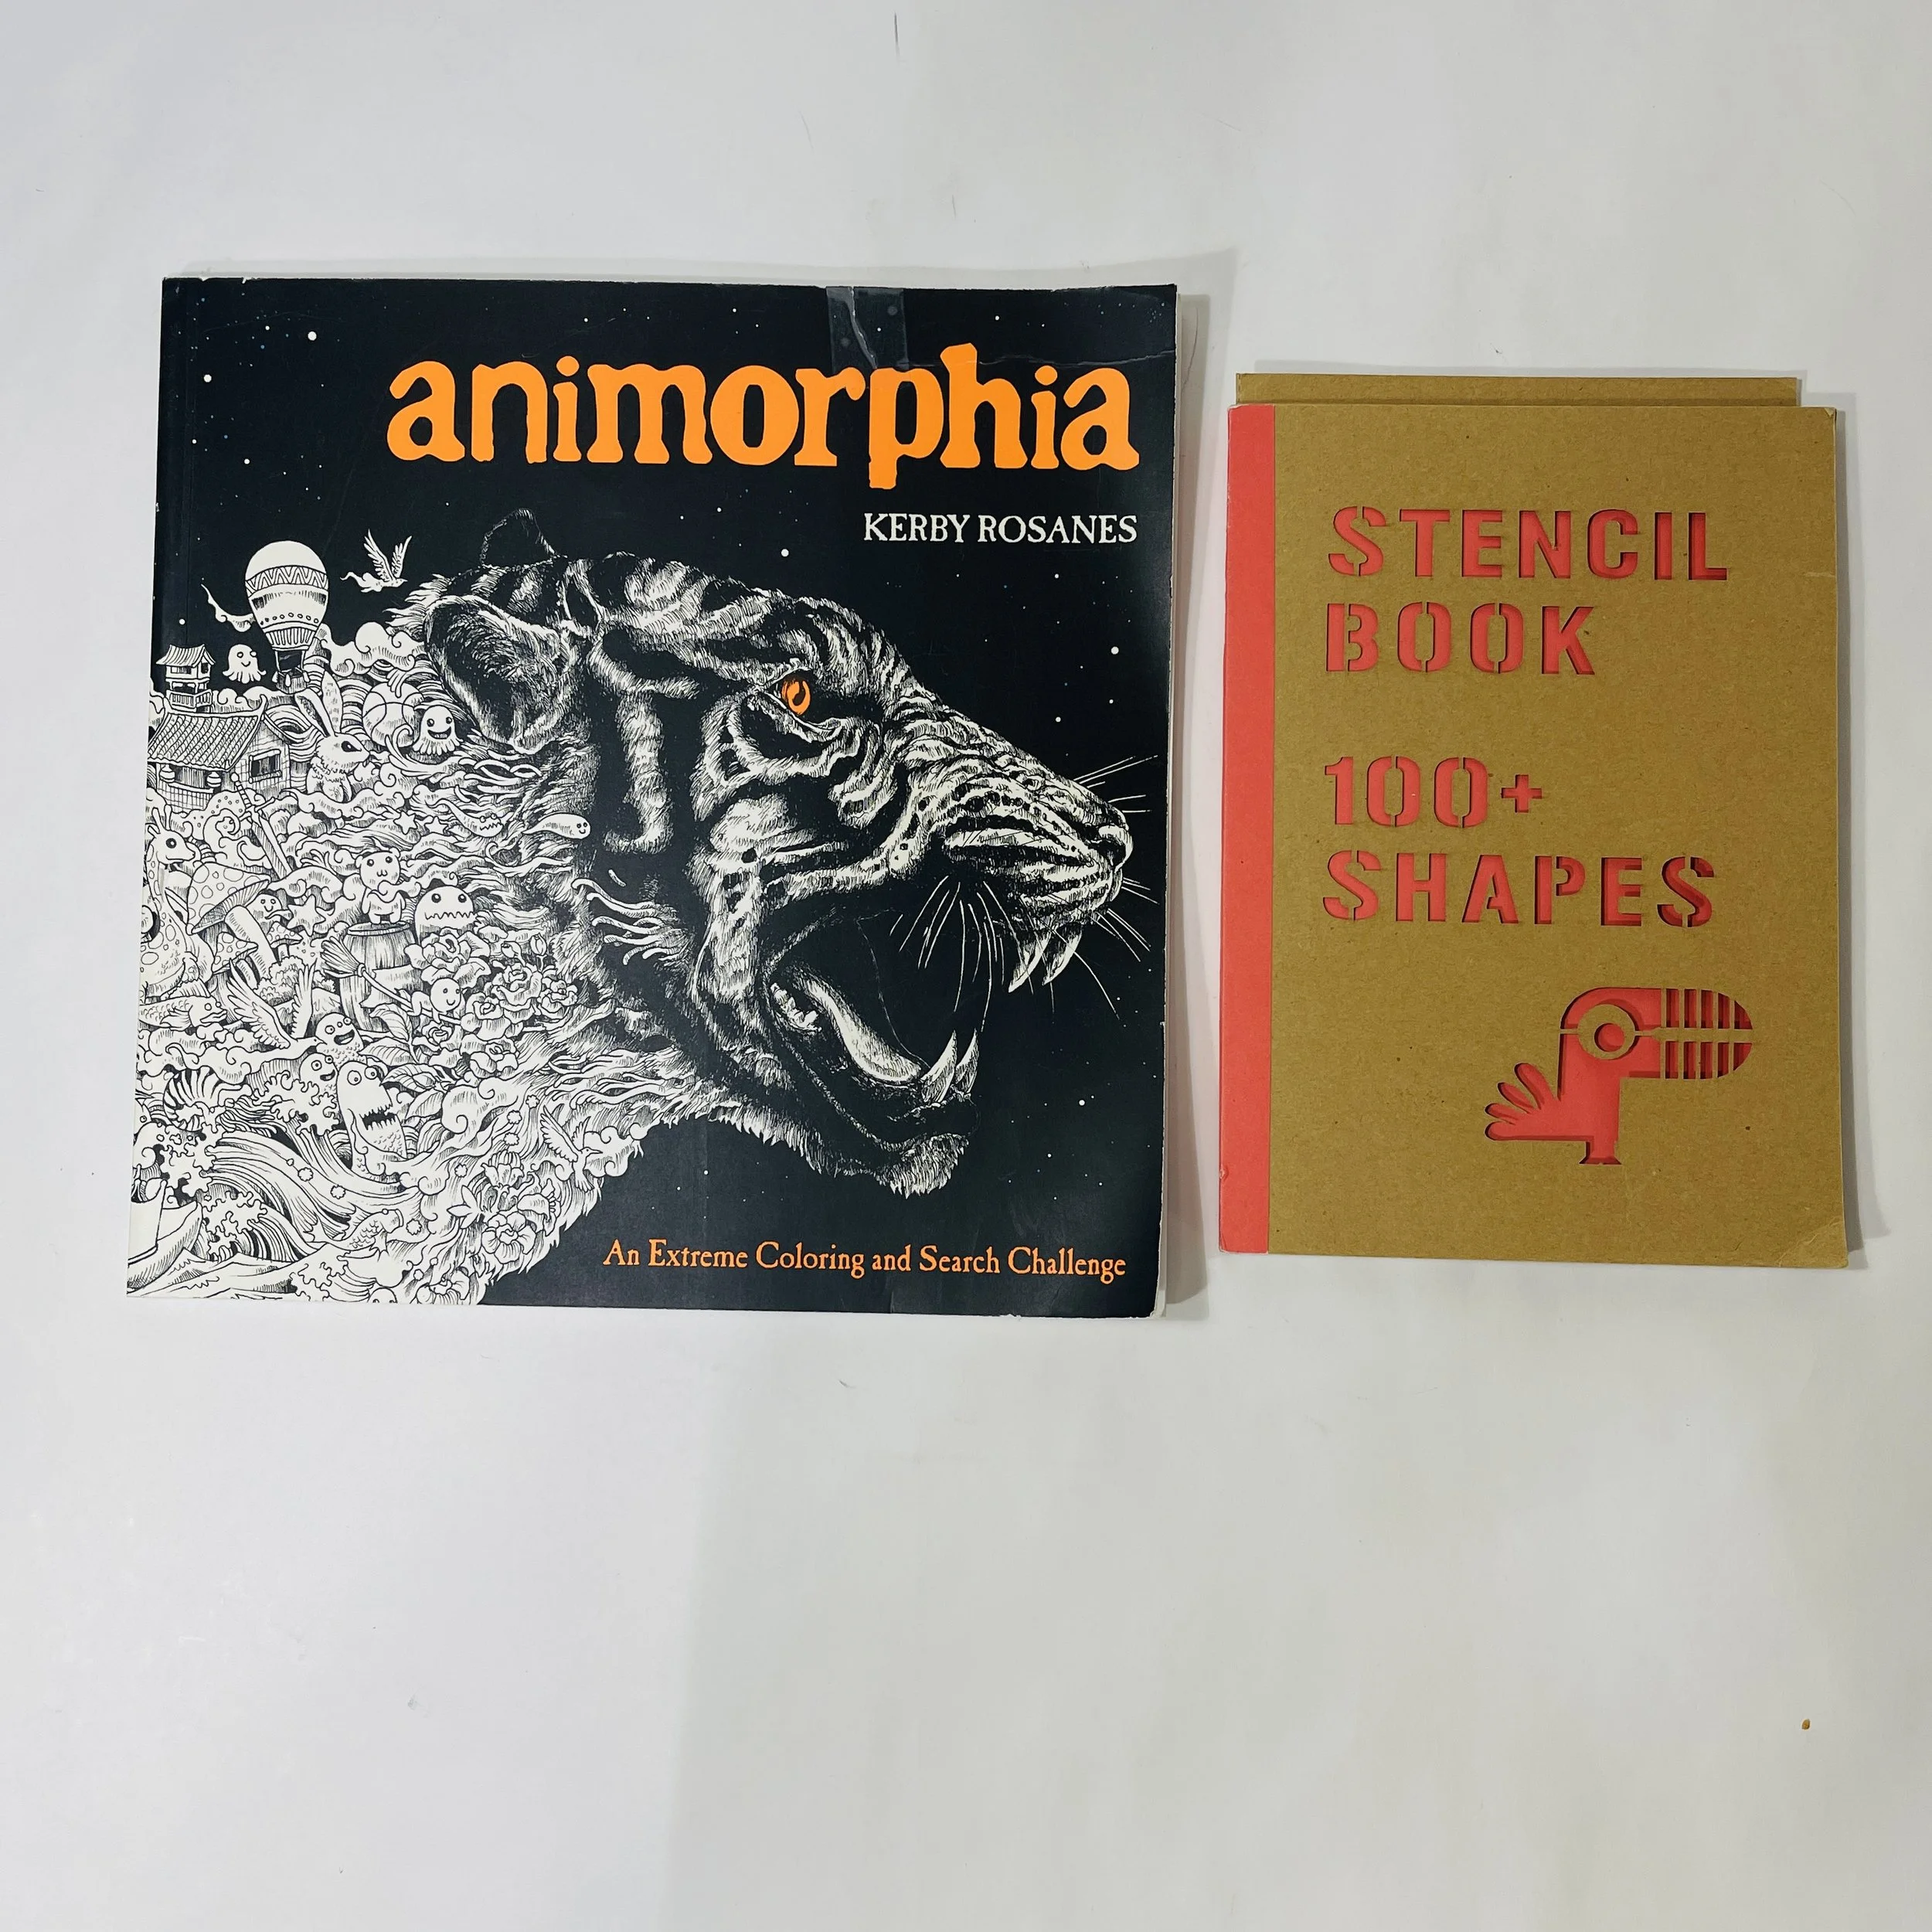 animorphia
KERBY ROSANES
An Extreme Coloring and Search Challenge
STENCIL
BOOK
100+
SHAPES